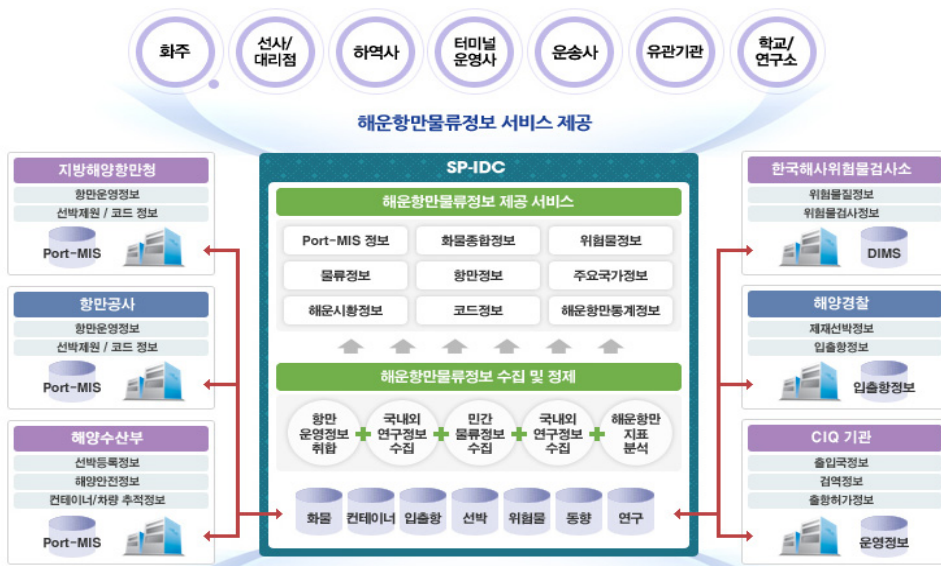 화주
선사/
대리점
하역사
터미널
운영사
운송사
유관기관
학교/
연구소
해운항만물류정보 서비스 제공
지방해양항만청
항만운영정보
선박제원 / 코드 정보
Port-MIS
항만공사
항만운영정보
선박제원 / 코드 정보
Port-MIS
해양수산부
선박등록정보
해양안전정보
컨테이너/차량 추적정보
Port-MIS
SP-IDC
해운항만물류정보 제공 서비스
Port-MIS 정보
화물종합정보
위험물정보
물류정보
항만정보
주요국가정보
해운시황정보
코드정보
해운항만통계정보
해운항만물류정보 수집 및 정제
항만
운영정보
취합
국내외
연구정보
수집
민간
물류정보
수집
국내외
연구정보
수집
해운항만
지표
분석
화물
컨테이너
입출항
선박
위험물
동향
연구
한국해사위험물검사소
위험물질정보
위험물검사정보
DIMS
해양경찰
제재선박정보
입출항정보
입출항정보
CIQ 기관
출입국정보
검역정보
출항허가정보
운영정보